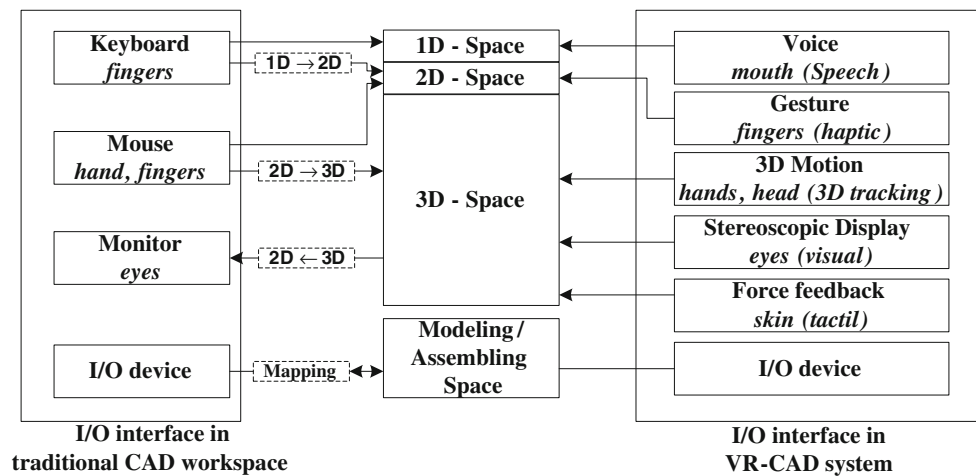 Keyboard
fingers
1D → 2D
Mouse
hand, fingers
2D → 3D
Monitor
eyes
2D ← 3D
I/O device
Mapping
I/O interface in
traditional CAD workspace
1D - Space
2D - Space
3D - Space
Modeling /
Assembling
Space
Voice
mouth (Speech)
Gesture
fingers (haptic)
3D Motion
hands, head (3D tracking)
Stereoscopic Display
eyes (visual)
Force feedback
skin (tactil)
I/O device
I/O interface in
VR-CAD system